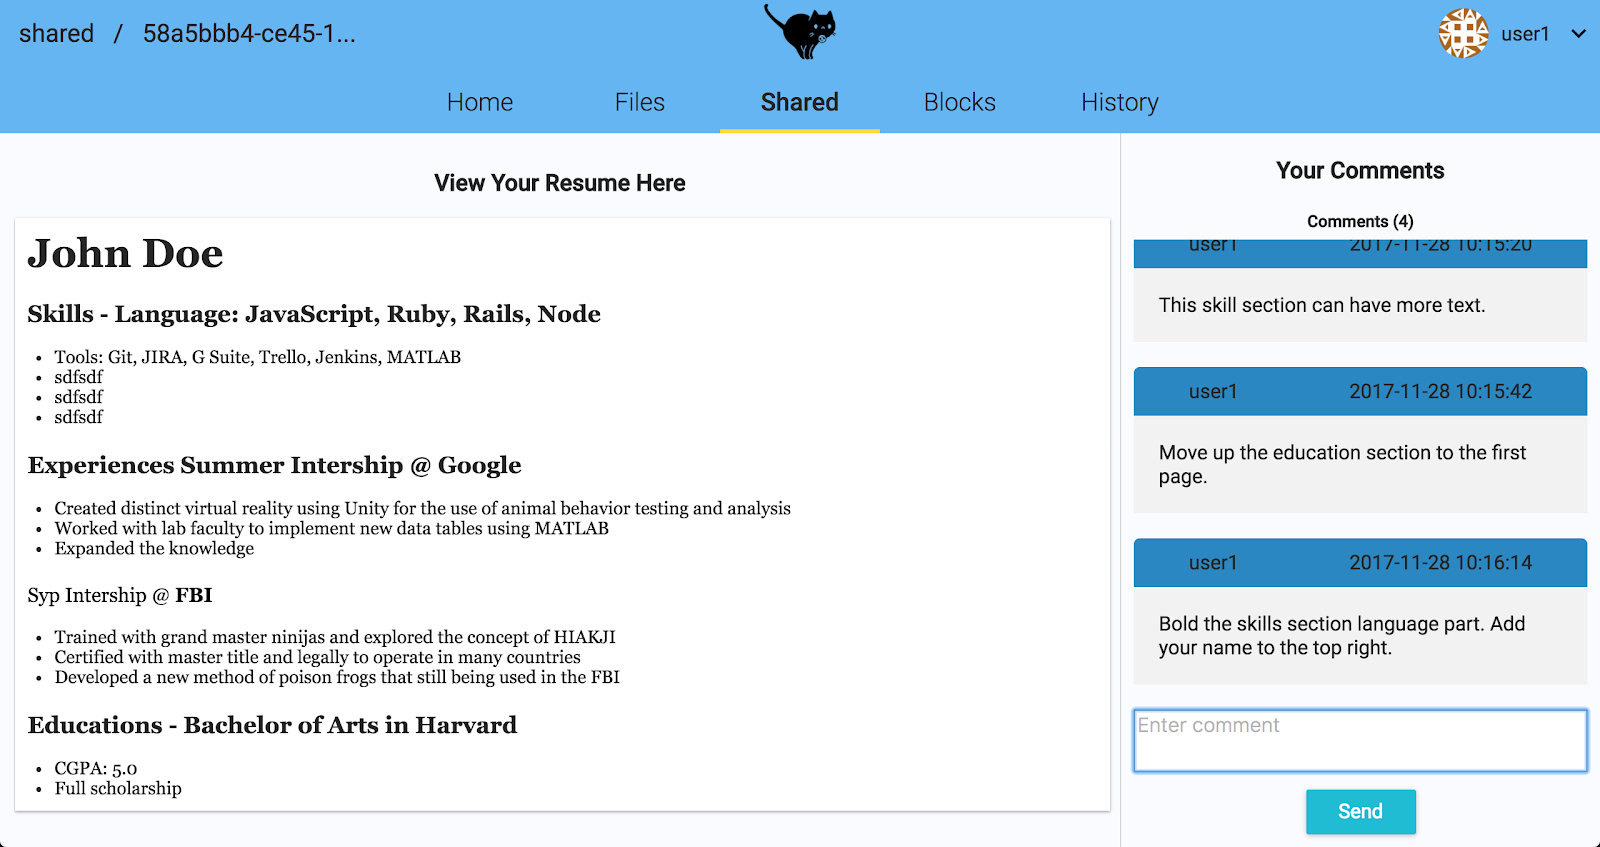 shared / 58a5bbb4-ce45-1...
user1
Home Files Shared Blocks History
View Your Resume Here
John Doe
Skills - Language: JavaScript, Ruby, Rails, Node
• Tools: Git, JIRA, G Suite, Trello, Jenkins, MATLAB
• sdfsdf
• sdfsdf
• sdfsdf
Experiences Summer Intership @ Google
• Created distinct virtual reality using Unity for the use of animal behavior testing and analysis
• Worked with lab faculty to implement new data tables using MATLAB
• Expanded the knowledge
Syp Intership @ FBI
• Trained with grand master ninijas and explored the concept of HIAKJI
• Certified with master title and legally to operate in many countries
• Developed a new method of poison frogs that still being used in the FBI
Educations - Bachelor of Arts in Harvard
• CGPA: 5.0
• Full scholarship
Your Comments
Comments (4)
user1 2017-11-28 10:15:20
This skill section can have more text.
user1 2017-11-28 10:15:42
Move up the education section to the first
page.
user1 2017-11-28 10:16:14
Bold the skills section language part. Add
your name to the top right.
Enter comment
Send